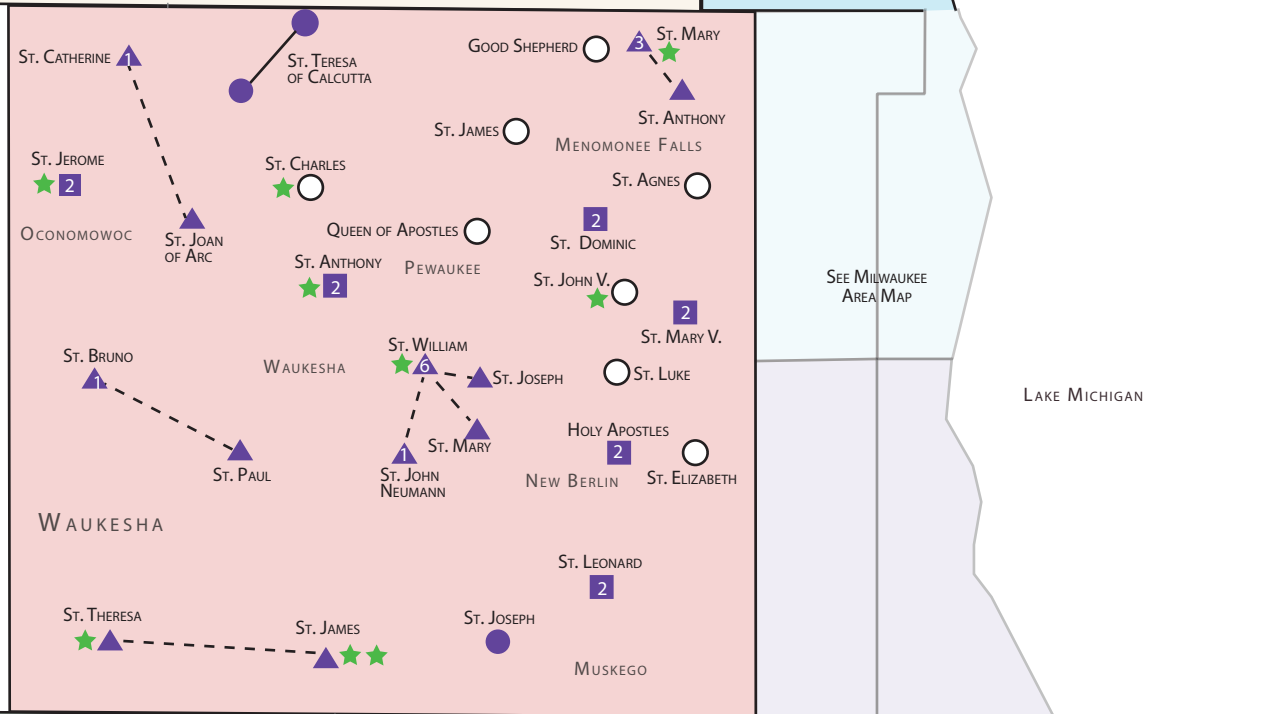 St. Catherine
1
St. Teresa
of Calcutta
Good Shepherd
3
St. Mary
St. Anthony
St. James
Menomonee Falls
St. Jerome
2
St. Charles
St. Agnes
Oconomowoc
St. Joan
of Arc
Queen of Apostles
2
St. Dominic
St. Anthony
2
Pewaukee
St. John V.
2
St. Mary V.
See Milwaukee
Area Map
St. Bruno
1
Waukesha
St. William
6
St. Joseph
St. Luke
Lake Michigan
St. Mary
1
St. John
Neumann
Holy Apostles
2
St. Elizabeth
New Berlin
St. Paul
Waukesha
St. Leonard
2
St. Theresa
St. James
St. Joseph
Muskego